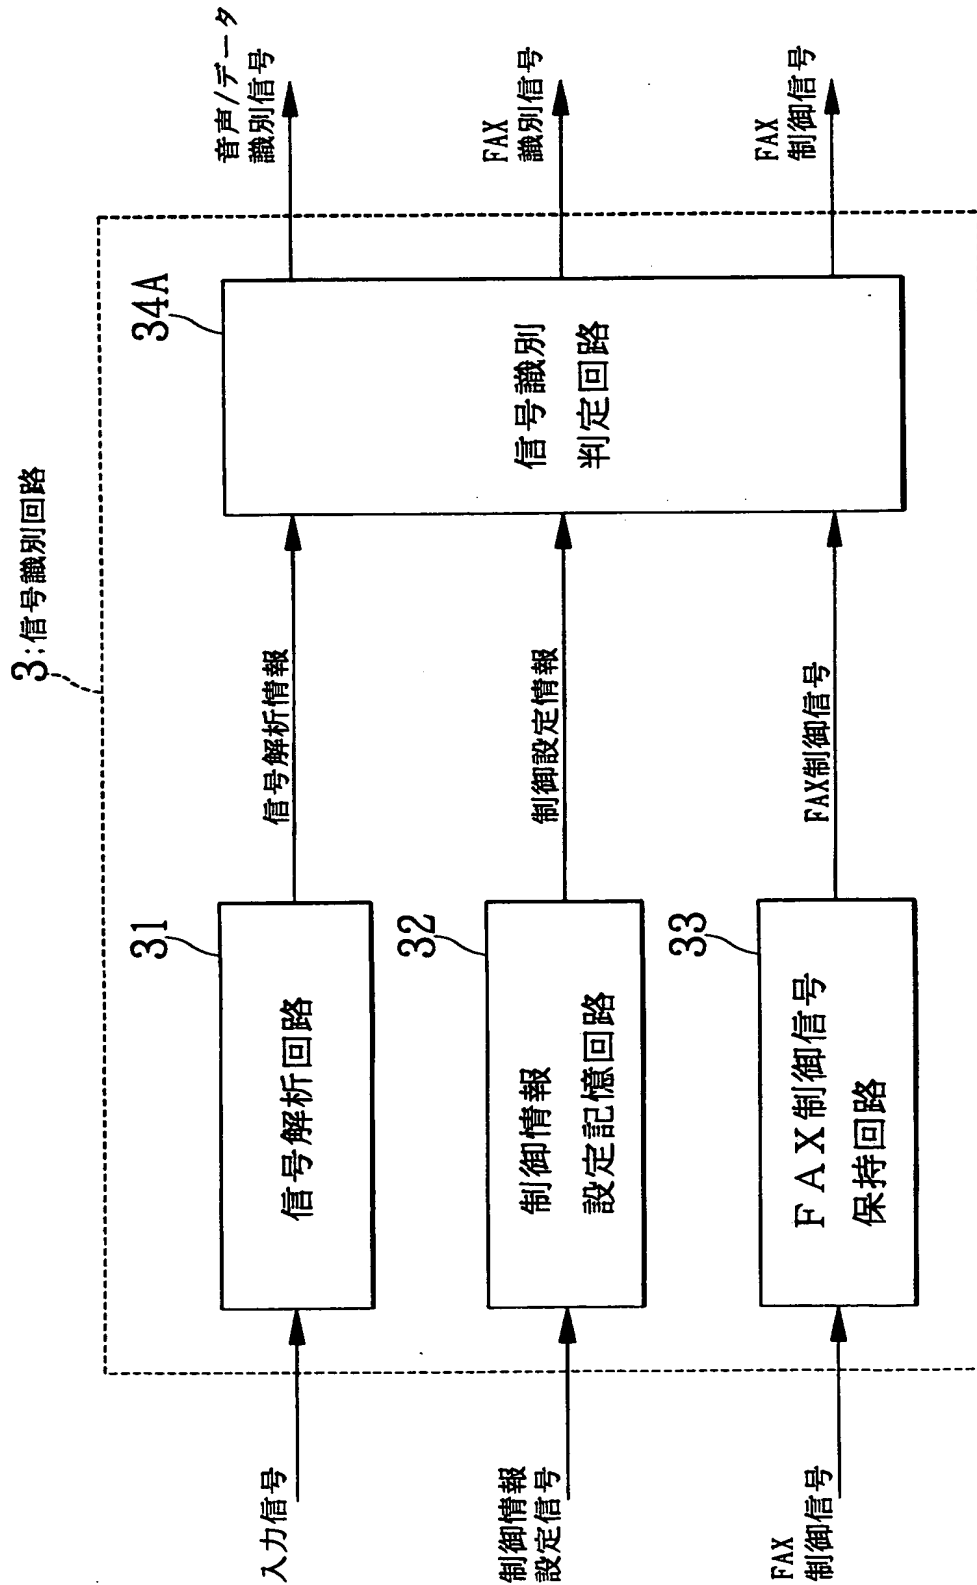 3:信号識別回路
入力信号
31
信号解析回路
信号解析情報
制御情報
設定信号
32
制御情報
設定記憶回路
制御設定情報
FAX
制御信号
33
FAX制御信号
保持回路
FAX制御信号
34A
信号識別
判定回路
音声/データ
識別信号
FAX
識別信号
FAX
制御信号